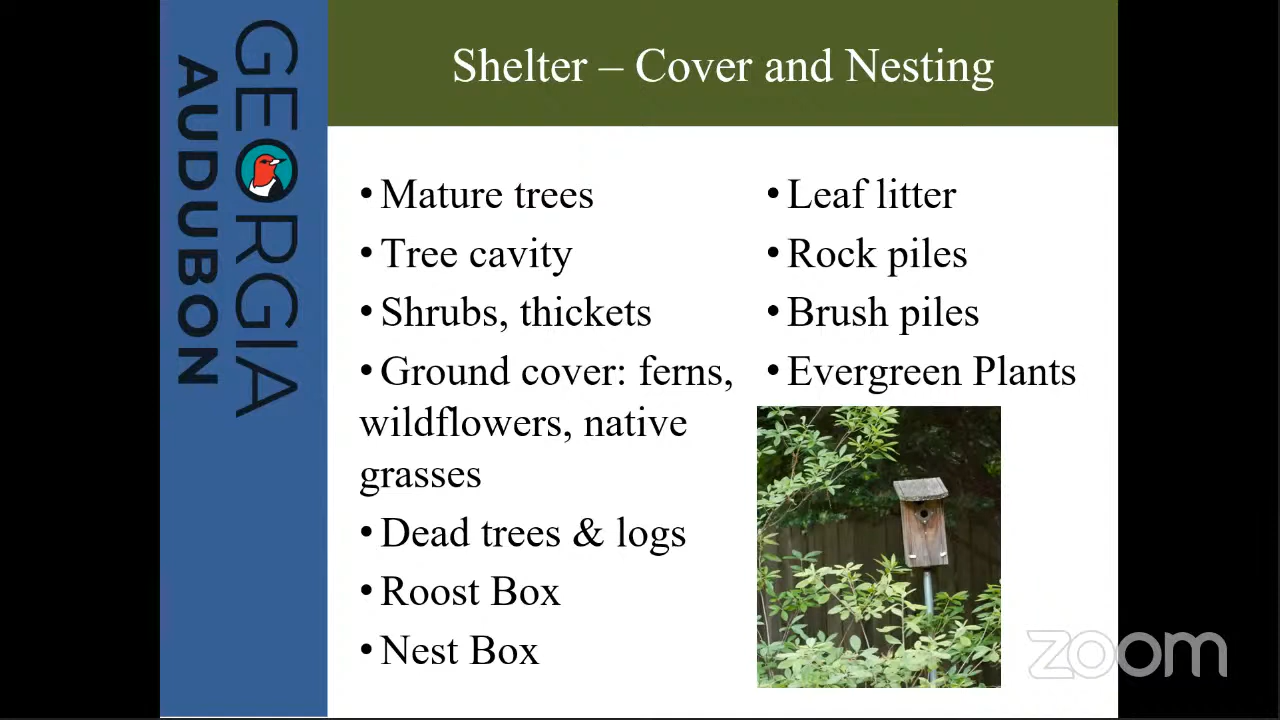 GEORGIA
AUDUBON
Shelter – Cover and Nesting
• Mature trees
• Tree cavity
• Shrubs, thickets
• Ground cover: ferns,
wildflowers, native
grasses
• Dead trees & logs
• Roost Box
• Nest Box
• Leaf litter
• Rock piles
• Brush piles
• Evergreen Plants
zoom